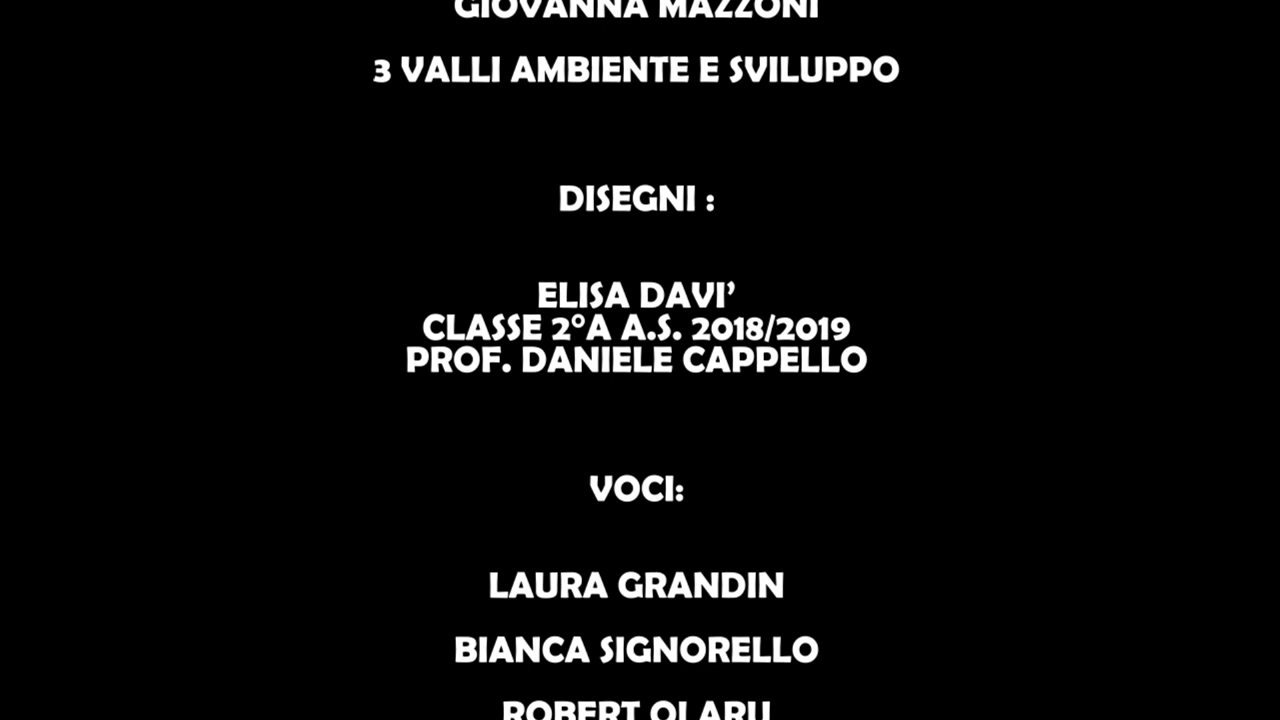 GIOVANNA MAZZONI
3 VALLI AMBIENTE E SVILUPPO
DISEGNI :
ELISA DAVI’
CLASSE 2°A A.S. 2018/2019
PROF. DANIELE CAPPELLO
VOCI:
LAURA GRANDIN
BIANCA SIGNORELLO
ROBERT OLARU